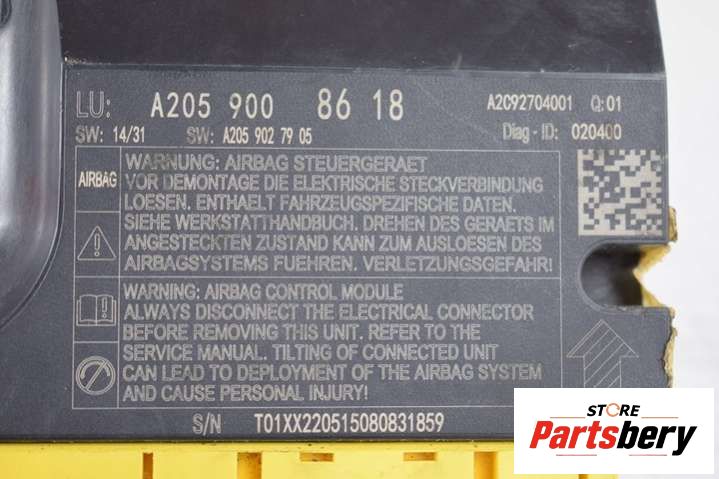 LU: A205 900 86 18 A2C92704001 Q:01
SW: 14/31 SW: A205 902 79 05 Diag-ID: 020400
AIRBAG
WARNUNG: AIRBAG STEUERGERAET
VOR DEMONTAGE DIE ELEKTRISCHE STECKVERBINDUNG
LOESEN. ENTHAELT FAHRZEUGSPEZIFISCHE DATEN.
SIEHE WERKSTATTHANDBUCH. DREHEN DES GERAETS IM
ANGESTECKTEN ZUSTAND KANN ZUM AUSLOESEN DES
AIRBAGSYSTEMS FUEHREN. VERLETZUNGSGEFAHR!
WARNING: AIRBAG CONTROL MODULE
ALWAYS DISCONNECT THE ELECTRICAL CONNECTOR
BEFORE REMOVING THIS UNIT. REFER TO THE
SERVICE MANUAL. TILTING OF CONNECTED UNIT
CAN LEAD TO DEPLOYMENT OF THE AIRBAG SYSTEM
AND CAUSE PERSONAL INJURY!
S/N T01XX220515080831859
STORE
Partsbery